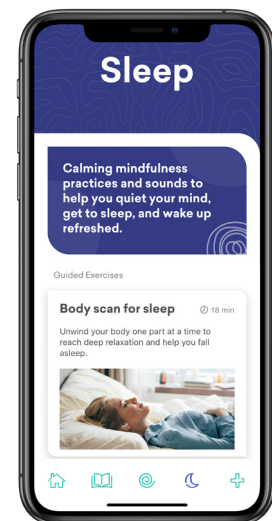 Sleep
Calming mindfulness
practices and sounds to
help you quiet your mind,
get to sleep, and wake up
refreshed.
Guided Exercises
Body scan for sleep
18 min
Unwind your body one part at a time to
reach deep relaxation and help you fall
asleep.